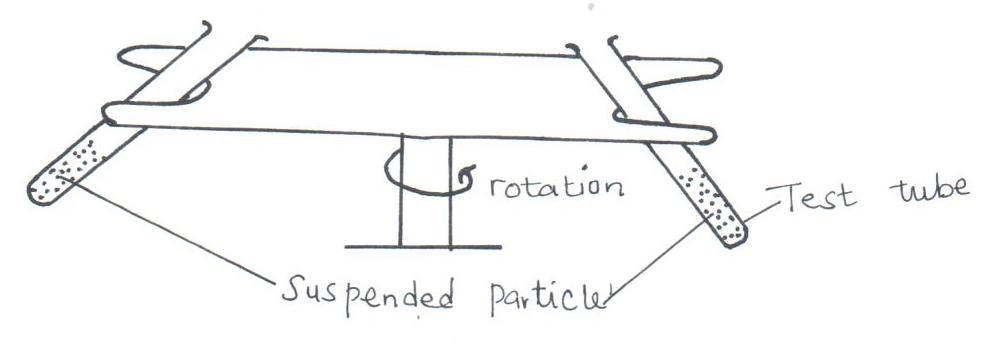 rotation
Test tube
Suspended particle